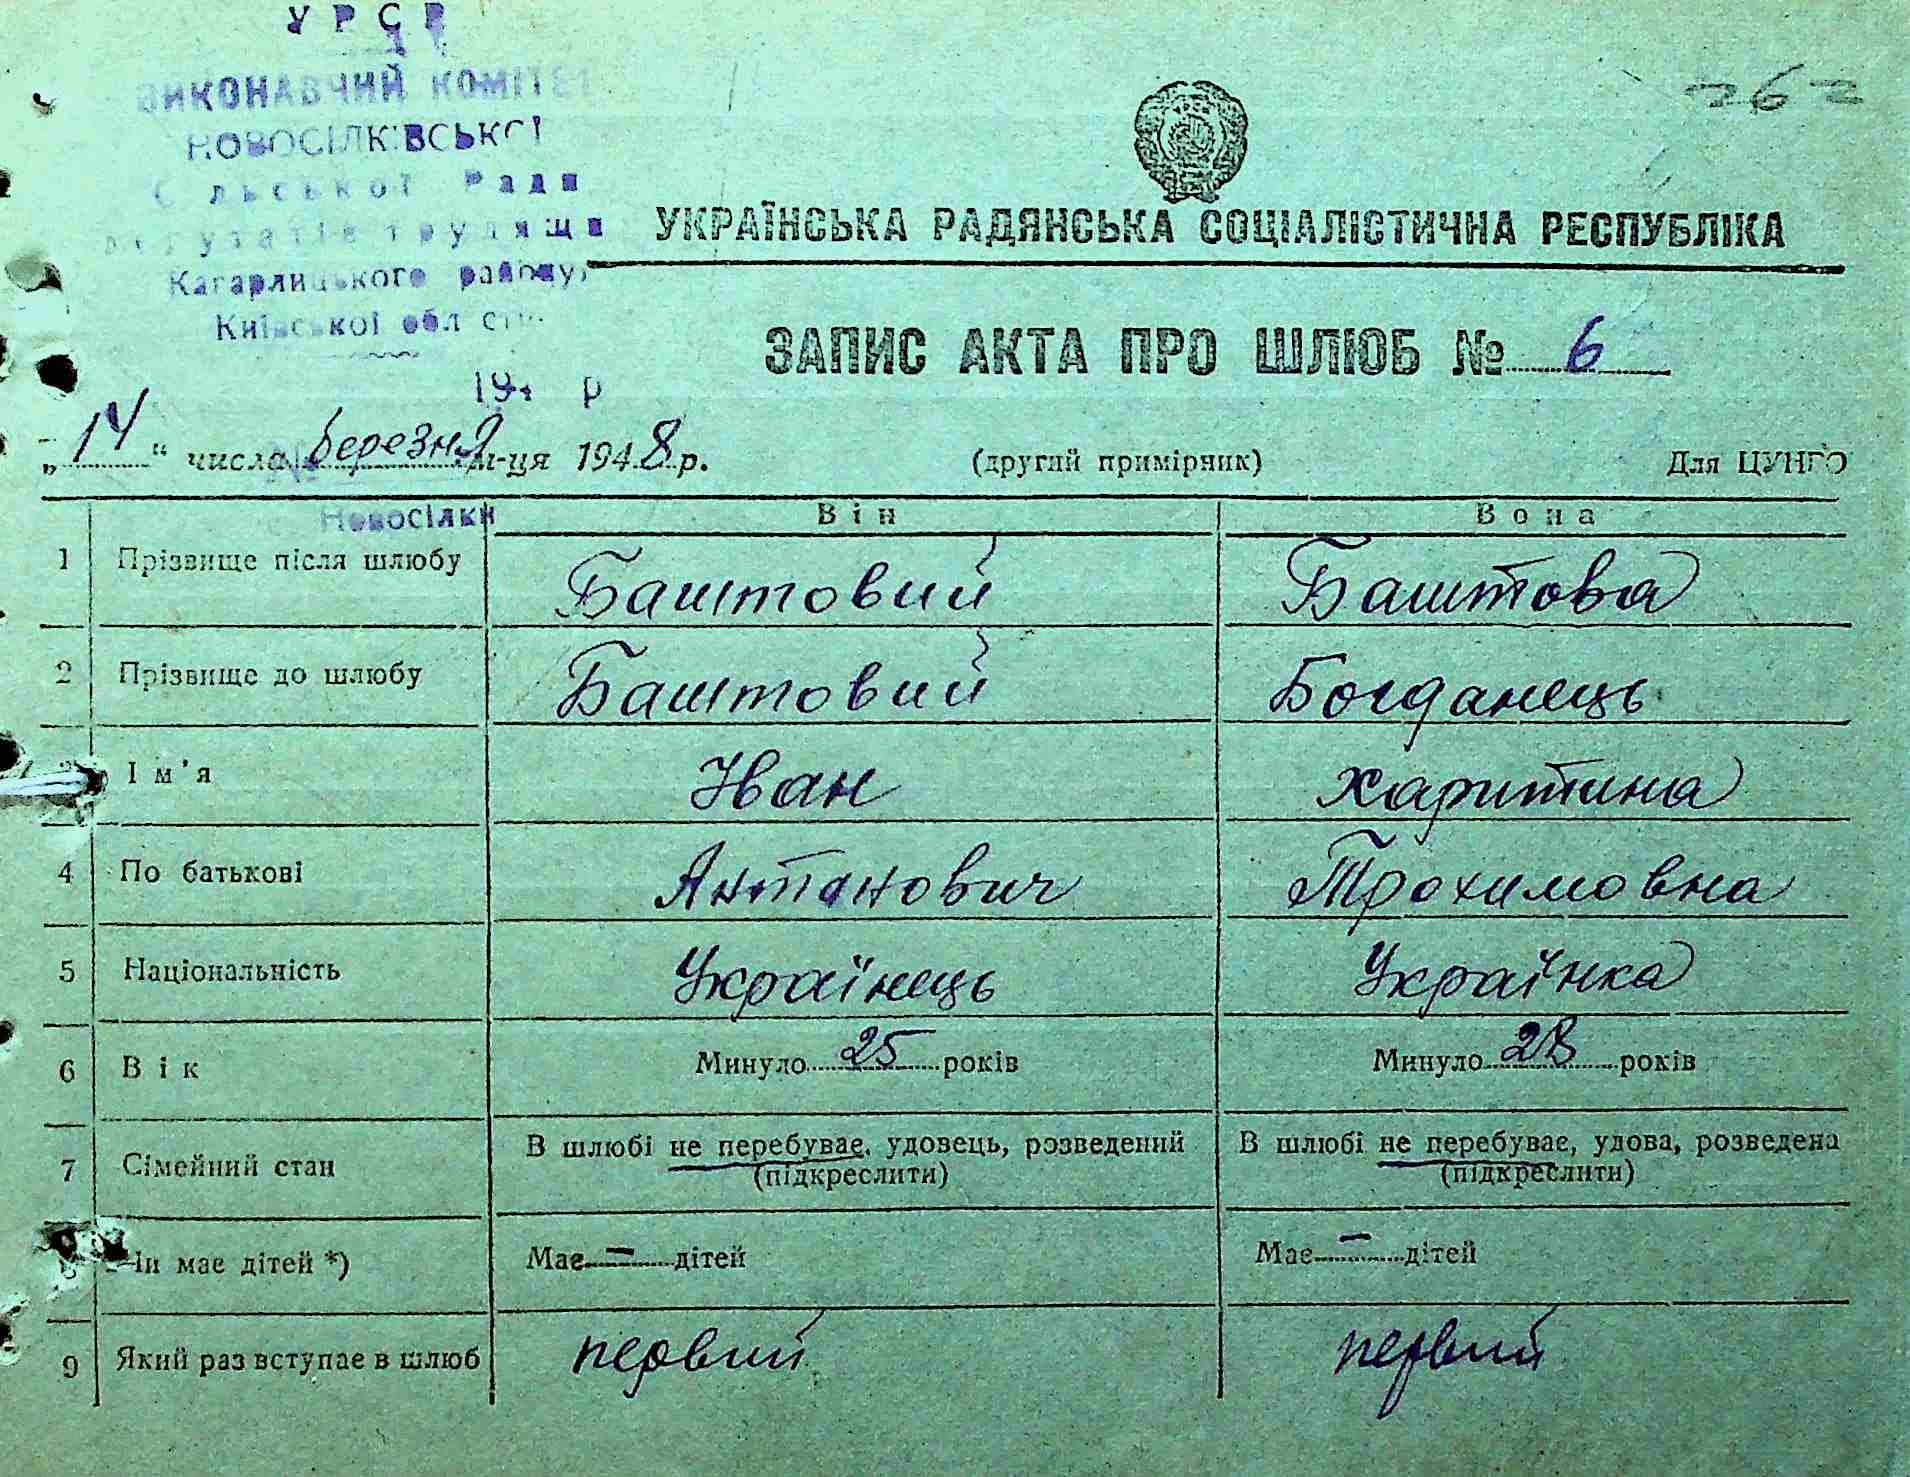 УРСР
ВИКОНАВЧИЙ КОМІТЕТ
НОВОСІЛКІВСЬКОЇ
Сільської Ради
депутатів трудящ
Кагарлицького району,
Київської обл
194 р
-26-
УКРАЇНСЬКА РАДЯНСЬКА СОЦІАЛІСТИЧНА РЕСПУБЛІКА
ЗАПИС АКТА ПРО ШЛЮБ № 6
„14“ числа березня м-ця 1948 р. (другий примірник) Для ЦУНГО
Новосілки
Він Вона
1 Прізвище після шлюбу Баштовий Баштова
2 Прізвище до шлюбу Баштовий Богданець
3 Ім'я Іван Харитина
4 По батькові Антанович Трохимовна
5 Національність Українець Українка
6 Вік Минуло 25 років Минуло 28 років
7 Сімейний стан В шлюбі не перебуває, удовець, розведений В шлюбі не перебуває, удова, розведена
(підкреслити) (підкреслити)
8 Чи має дітей *) Має — дітей Має — дітей
9 Який раз вступає в шлюб первий первий